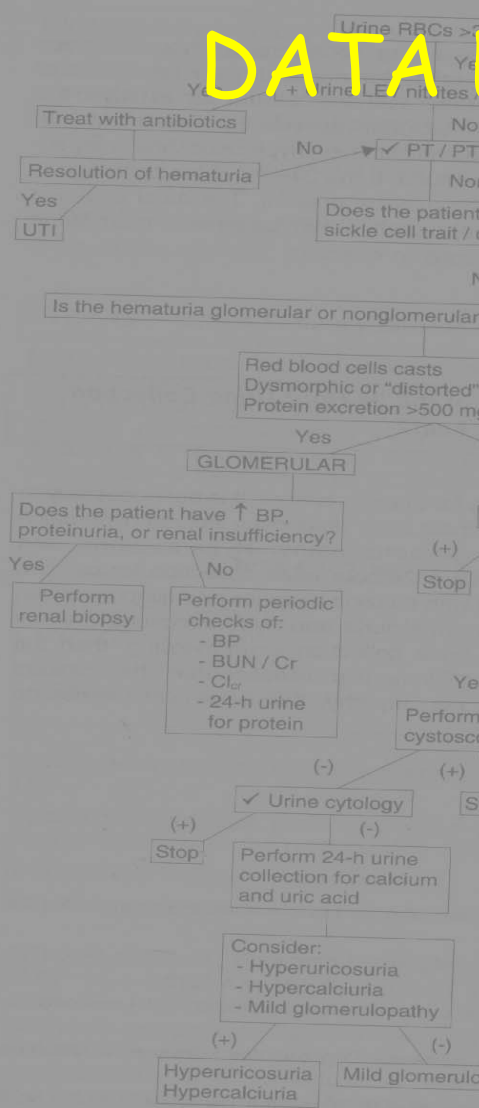 Urine RBCs >
DATA
Yes
+ Urine LE / nitrites /
Treat with antibiotics
No
No
✓ PT / PT
Resolution of hematuria
Yes
UTI
Does the patient
sickle cell trait /
Is the hematuria glomerular or nonglomerular
Red blood cells casts
Dysmorphic or “distorted”
Protein excretion >500 mg
Yes
GLOMERULAR
Does the patient have ↑ BP,
proteinuria, or renal insufficiency?
(+)
Yes
No
Stop
Perform
renal biopsy
Perform periodic
checks of:
- BP
- BUN / Cr
- Cl
- 24-h urine
for protein
Ye
Perform
cystosco
(-)
(+)
✓ Urine cytology
S
(+)
(-)
Stop
Perform 24-h urine
collection for calcium
and uric acid
Consider:
- Hyperuricosuria
- Hypercalciuria
- Mild glomerulopathy
(+)
(-)
Hyperuricosuria
Hypercalciuria
Mild glomerulo